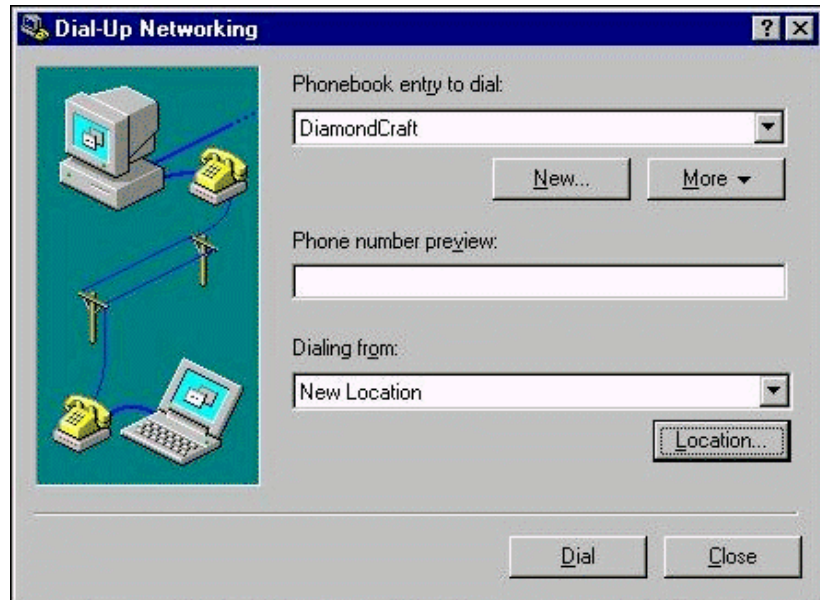 Dial-Up Networking
Phonebook entry to dial:
DiamondCraft
New... More
Phone number preview:
Dialing from:
New Location
Location...
Dial Close